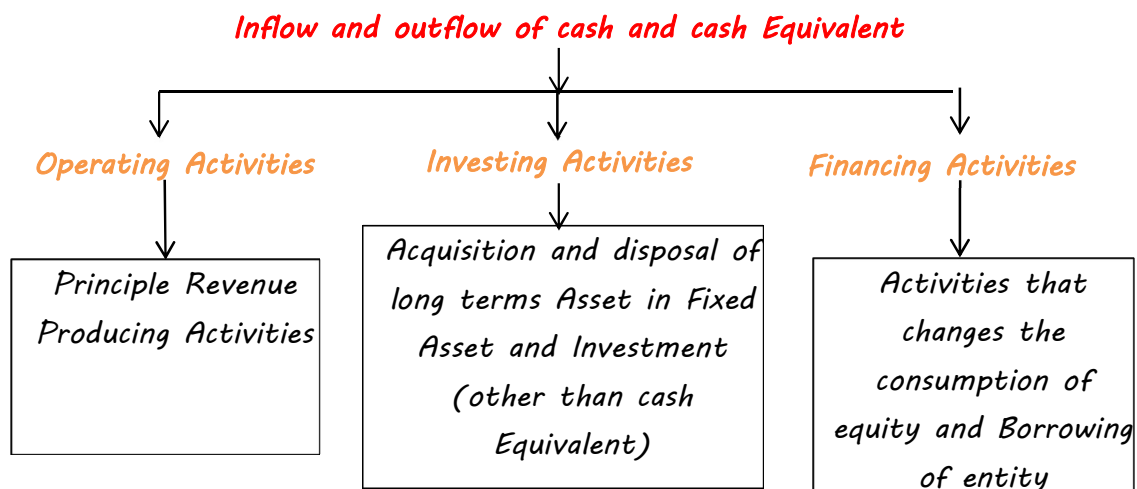 Inflow and outflow of cash and cash Equivalent
Operating Activities
Investing Activities
Financing Activities
Principle Revenue
Producing Activities
Acquisition and disposal of
long terms Asset in Fixed
Asset and Investment
(other than cash
Equivalent)
Activities that
changes the
consumption of
equity and Borrowing
of entity